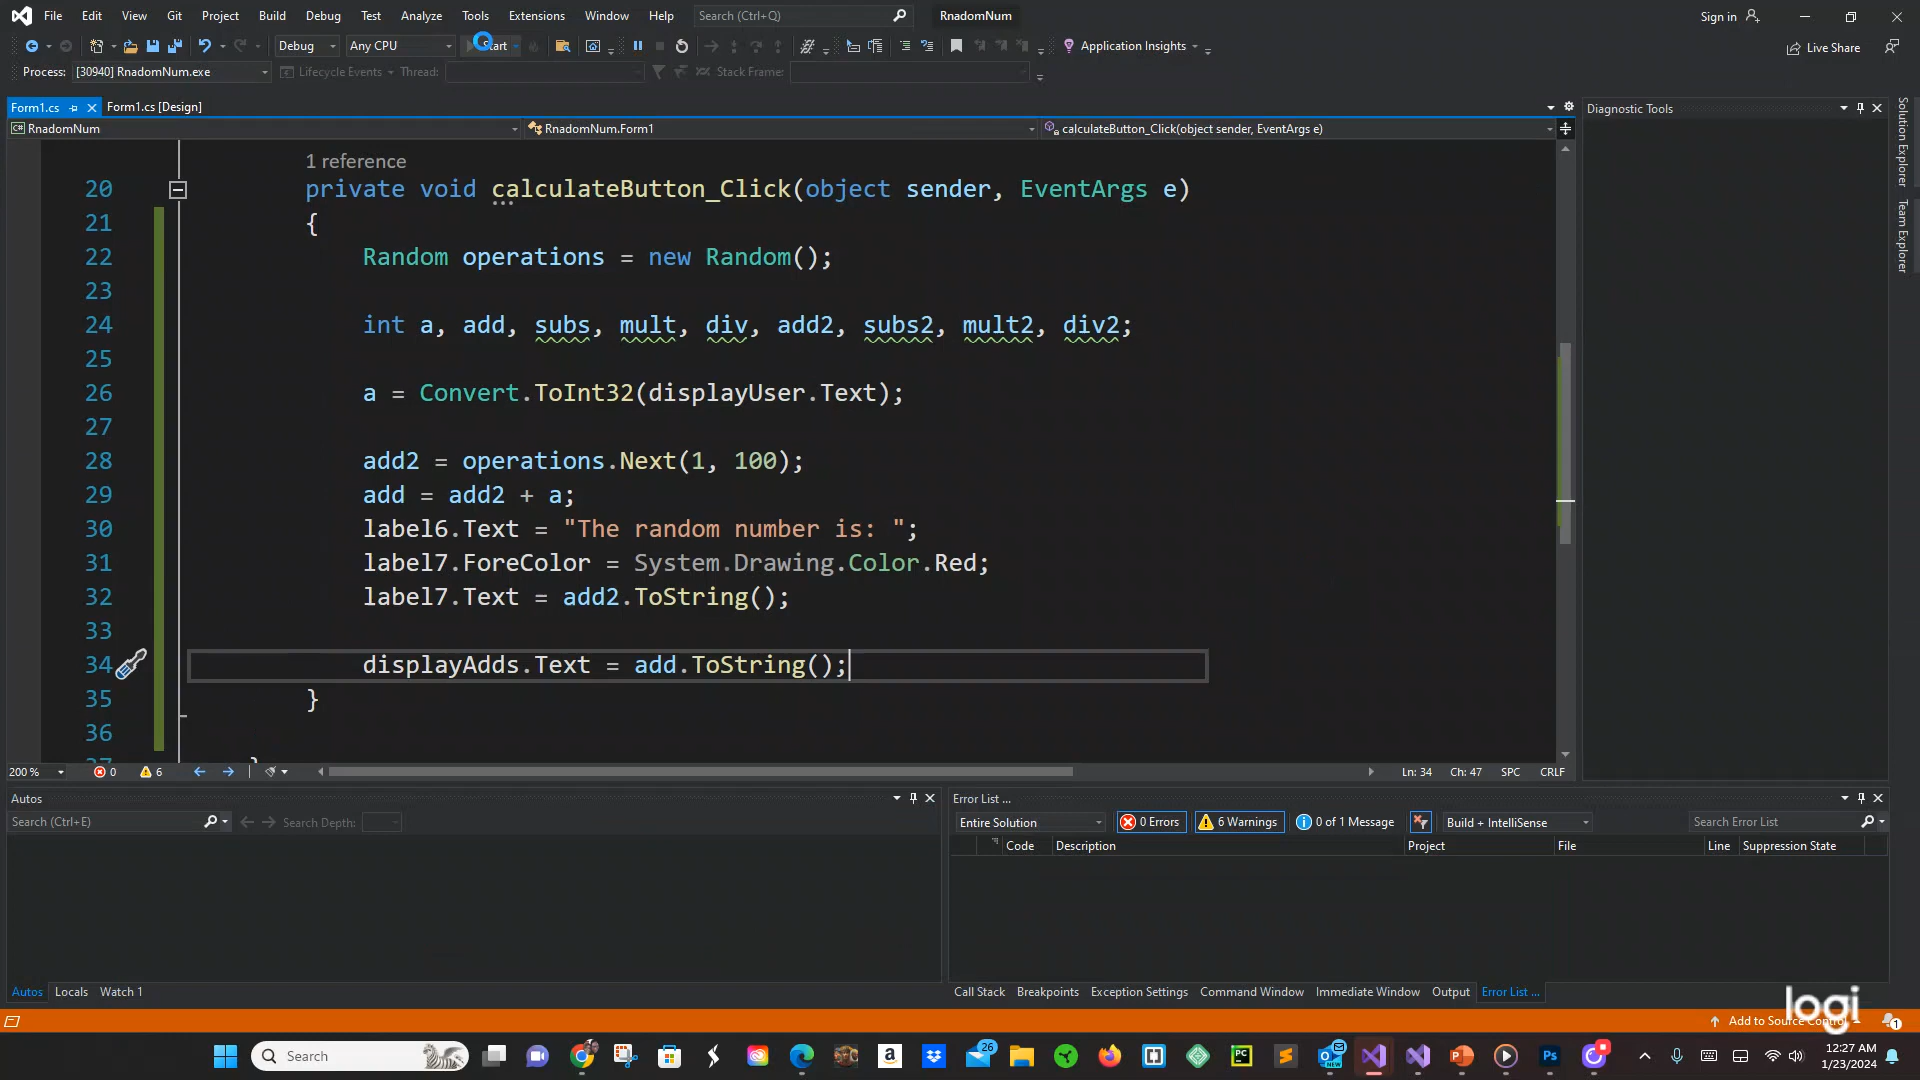 File Edit View Git Project Build Debug Test Analyze Tools Extensions Window Help Search (Ctrl+Q) RnadomNum Sign in
Debug Any CPU Start Application Insights Live Share
Process: [30940] RnadomNum.exe Lifecycle Events Thread: Stack Frame:
Form1.cs Form1.cs [Design] Diagnostic Tools
RnadomNum RnadomNum.Form1 calculateButton_Click(object sender, EventArgs e)
Solution Explorer
Team Explorer
1 reference
20 private void calculateButton_Click(object sender, EventArgs e)
21 {
22 Random operations = new Random();
23
24 int a, add, subs, mult, div, add2, subs2, mult2, div2;
25
26 a = Convert.ToInt32(displayUser.Text);
27
28 add2 = operations.Next(1, 100);
29 add = add2 + a;
30 label6.Text = "The random number is: ";
31 label7.ForeColor = System.Drawing.Color.Red;
32 label7.Text = add2.ToString();
33
34 displayAdds.Text = add.ToString();
35 }
36
37 }
200 % 0 6 Ln: 34 Ch: 47 SPC CRLF
Autos
Search (Ctrl+E) Search Depth:
Error List ...
Entire Solution 0 Errors 6 Warnings 0 of 1 Message Build + IntelliSense Search Error List
Code Description Project File Line Suppression State
Autos Locals Watch 1
Call Stack Breakpoints Exception Settings Command Window Immediate Window Output Error List ...
logi
Add to Source Control 1
Search 26 12:27 AM
1/23/2024